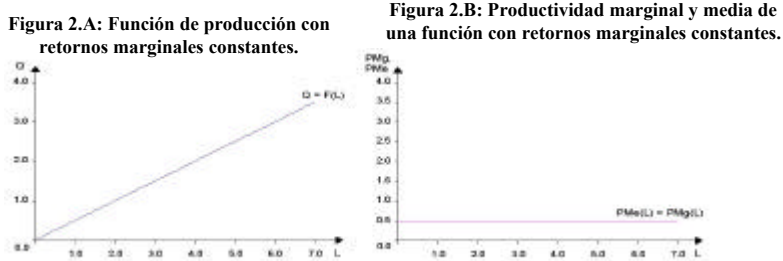 Figura 2.A: Función de producción con
retornos marginales constantes.
Q
4.0
3.0
2.0
1.0
0.0
1.0 2.0 3.0 4.0 5.0 6.0 7.0 L
Q = F(L)
Figura 2.B: Productividad marginal y media de
una función con retornos marginales constantes.
PMg,
PMe
4.0
3.5
3.0
2.5
2.0
1.5
1.0
0.5
0.0
1.0 2.0 3.0 4.0 5.0 6.0 7.0 L
PMe(L) = PMg(L)